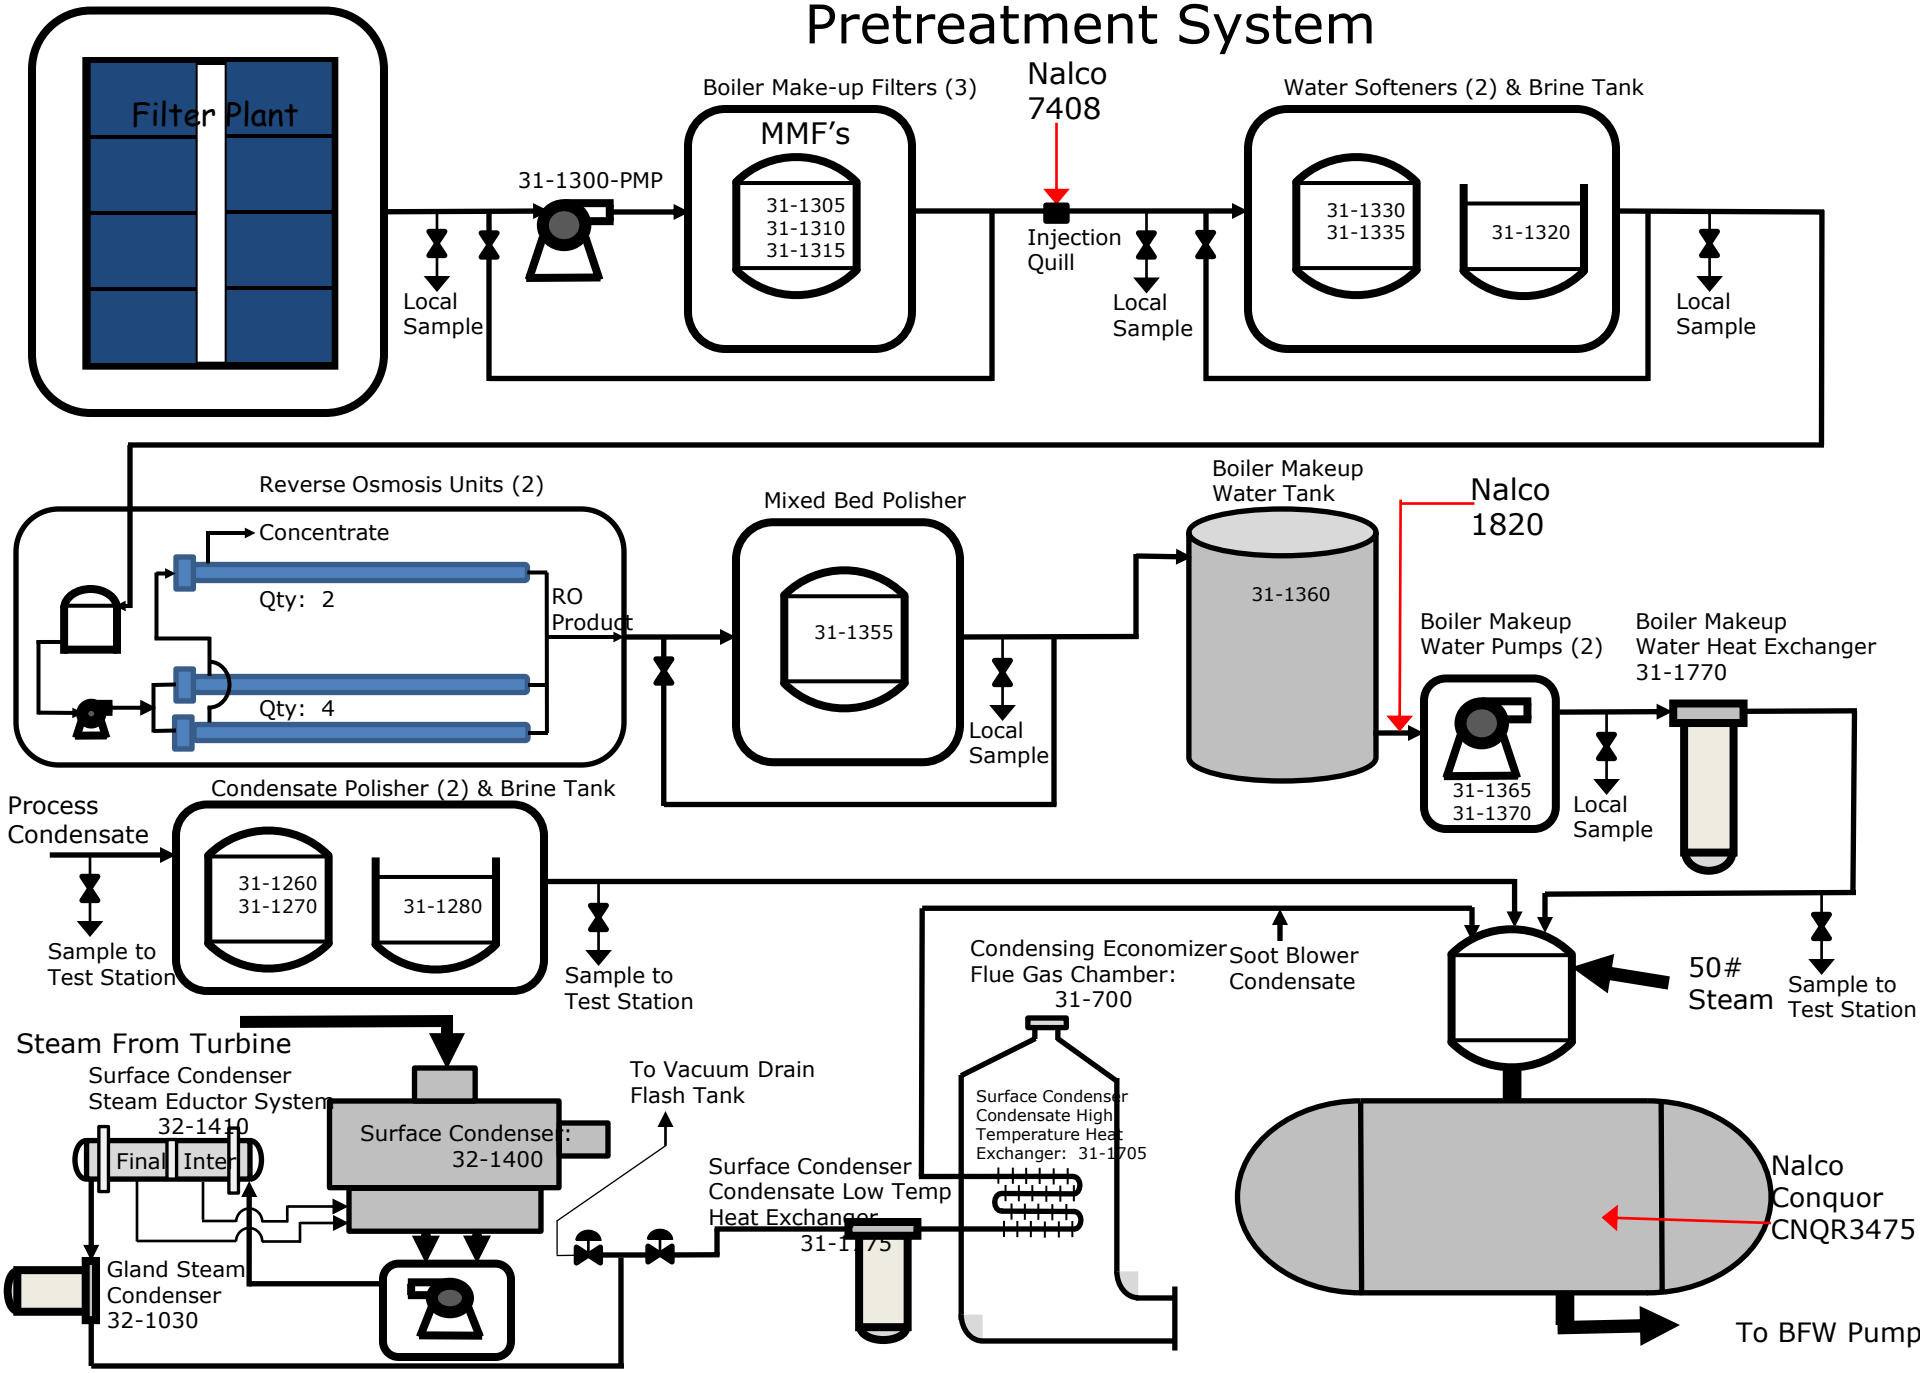 Pretreatment System
Filter Plant
Local
Sample
31-1300-PMP
Boiler Make-up Filters (3)
MMF's
31-1305
31-1310
31-1315
Nalco
7408
Injection
Quill
Local
Sample
Water Softeners (2) & Brine Tank
31-1330
31-1335
31-1320
Local
Sample
Reverse Osmosis Units (2)
Concentrate
Qty: 2
RO
Product
Qty: 4
Mixed Bed Polisher
31-1355
Local
Sample
Boiler Makeup
Water Tank
31-1360
Nalco
1820
Boiler Makeup
Water Pumps (2)
31-1365
31-1370
Local
Sample
Boiler Makeup
Water Heat Exchanger
31-1770
Process
Condensate
Sample to
Test Station
Condensate Polisher (2) & Brine Tank
31-1260
31-1270
31-1280
Sample to
Test Station
Condensing Economizer
Flue Gas Chamber:
31-700
Soot Blower
Condensate
50#
Steam
Sample to
Test Station
Steam From Turbine
Surface Condenser
Steam Eductor System
32-1410
Final
Inter
Surface Condenser:
32-1400
Gland Steam
Condenser
32-1030
To Vacuum Drain
Flash Tank
Surface Condenser
Condensate Low Temp
Heat Exchanger
31-1775
Surface Condenser
Condensate High
Temperature Heat
Exchanger: 31-1705
Nalco
Conquor
CNQR3475
To BFW Pump